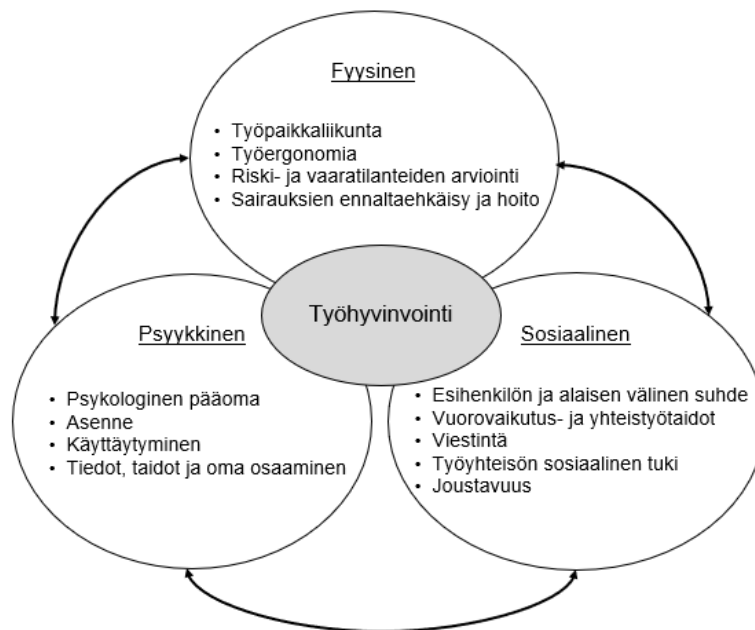 Fyysinen
• Työpaikkaliikunta
• Työergonomia
• Riski- ja vaaratilanteiden arviointi
• Sairauksien ennaltaehkäisy ja hoito
Työhyvinvointi
Psyykkinen
• Psykologinen pääoma
• Asenne
• Käyttäytyminen
• Tiedot, taidot ja oma osaaminen
Sosiaalinen
• Esihenkilön ja alaisen välinen suhde
• Vuorovaikutus- ja yhteistyötaidot
• Viestintä
• Työyhteisön sosiaalinen tuki
• Joustavuus